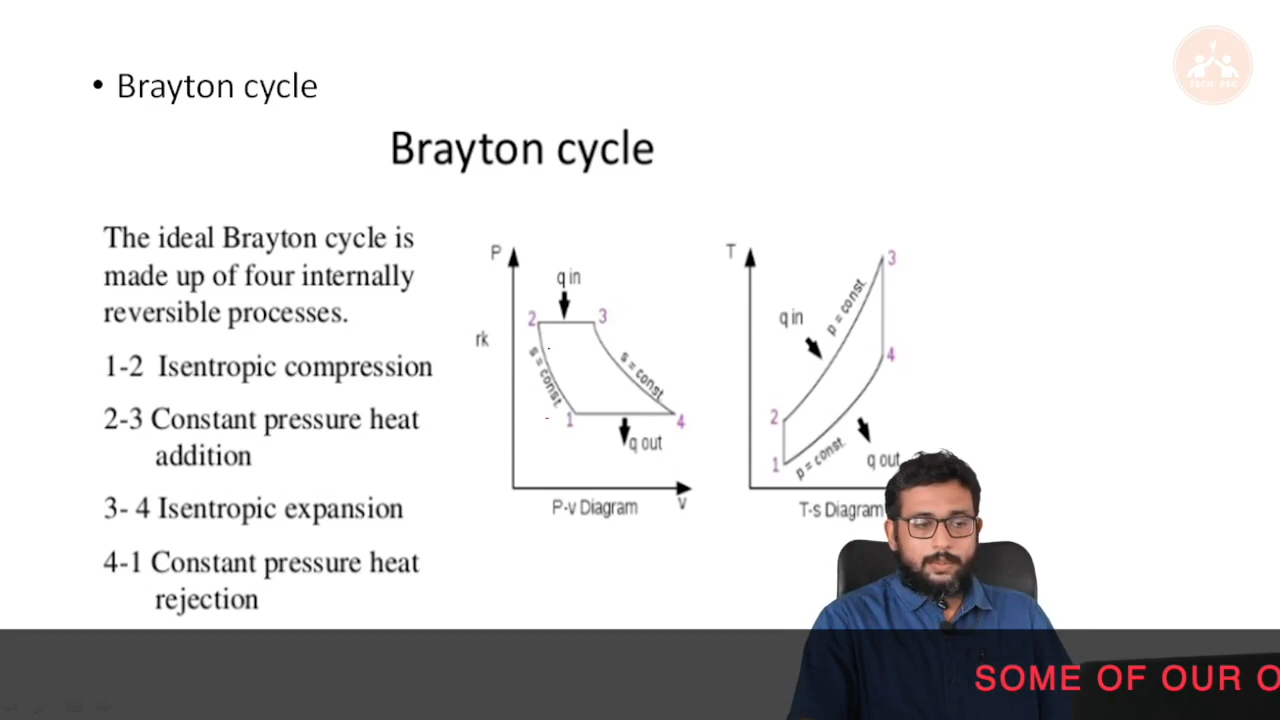 • Brayton cycle
TECH. PSC
Brayton cycle
The ideal Brayton cycle is
made up of four internally
reversible processes.
1-2 Isentropic compression
2-3 Constant pressure heat
addition
3- 4 Isentropic expansion
4-1 Constant pressure heat
rejection
P
q in
2
3
rk
s = const
s = const
1
4
q out
P-v Diagram
v
T
3
q in
p = const.
4
2
1
p = const.
q out
T-s Diagram
SOME OF OUR O